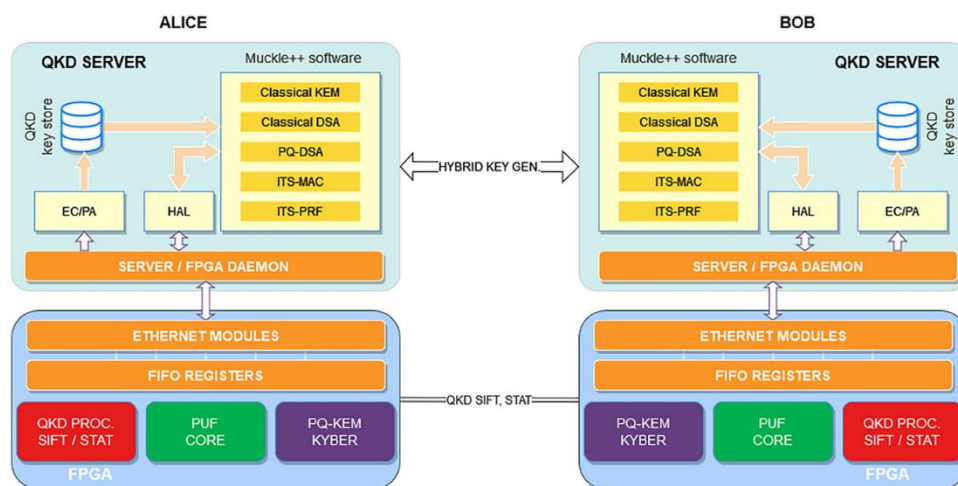 ALICE
BOB
QKD SERVER
Muckle++ software
QKD
key store
Classical KEM
Classical DSA
PQ-DSA
ITS-MAC
ITS-PRF
EC/PA
HAL
SERVER / FPGA DAEMON
ETHERNET MODULES
FIFO REGISTERS
QKD PROC.
SIFT / STAT
PUF
CORE
PQ-KEM
KYBER
FPGA
HYBRID KEY GEN.
QKD SIFT, STAT
Muckle++ software
QKD SERVER
Classical KEM
Classical DSA
PQ-DSA
ITS-MAC
ITS-PRF
QKD
key store
HAL
EC/PA
SERVER / FPGA DAEMON
ETHERNET MODULES
FIFO REGISTERS
PQ-KEM
KYBER
PUF
CORE
QKD PROC.
SIFT / STAT
FPGA